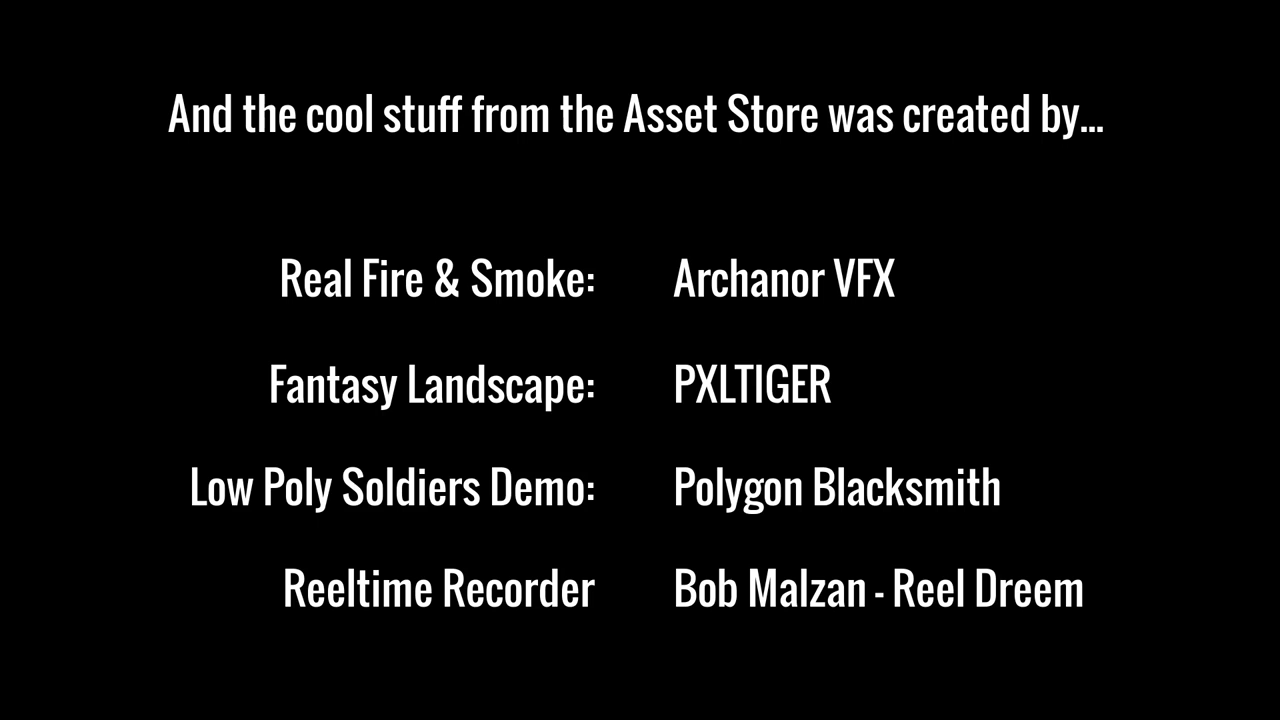 And the cool stuff from the Asset Store was created by...
Real Fire & Smoke: Archanor VFX
Fantasy Landscape: PXLTIGER
Low Poly Soldiers Demo: Polygon Blacksmith
Reeltime Recorder Bob Malzan - Reel Dreem